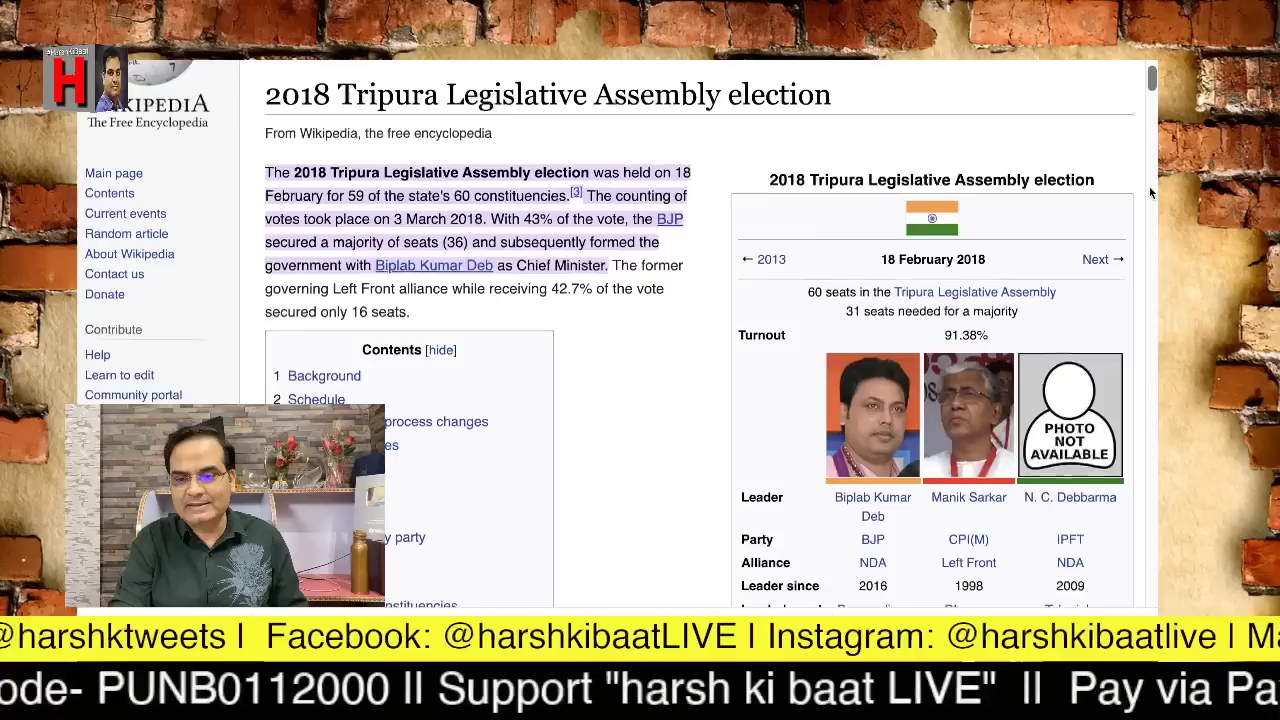 #HarshKiBaat
H
WIKIPEDIA
The Free Encyclopedia
Main page
Contents
Current events
Random article
About Wikipedia
Contact us
Donate
Contribute
Help
Learn to edit
Community portal
2018 Tripura Legislative Assembly election
From Wikipedia, the free encyclopedia
The 2018 Tripura Legislative Assembly election was held on 18
February for 59 of the state's 60 constituencies.[3] The counting of
votes took place on 3 March 2018. With 43% of the vote, the BJP
secured a majority of seats (36) and subsequently formed the
government with Biplab Kumar Deb as Chief Minister. The former
governing Left Front alliance while receiving 42.7% of the vote
secured only 16 seats.
Contents [hide]
1 Background
2 Schedule
process changes
es
y party
nstituencies
2018 Tripura Legislative Assembly election
← 2013 18 February 2018 Next →
60 seats in the Tripura Legislative Assembly
31 seats needed for a majority
Turnout 91.38%
PHOTO
NOT
AVAILABLE
Leader Biplab Kumar Deb Manik Sarkar N. C. Debbarma
Party BJP CPI(M) IPFT
Alliance NDA Left Front NDA
Leader since 2016 1998 2009
@harshktweets I Facebook: @harshkibaatLIVE I Instagram: @harshkibaatlive I Ma
ode- PUNB0112000 II Support "harsh ki baat LIVE" II Pay via Pa